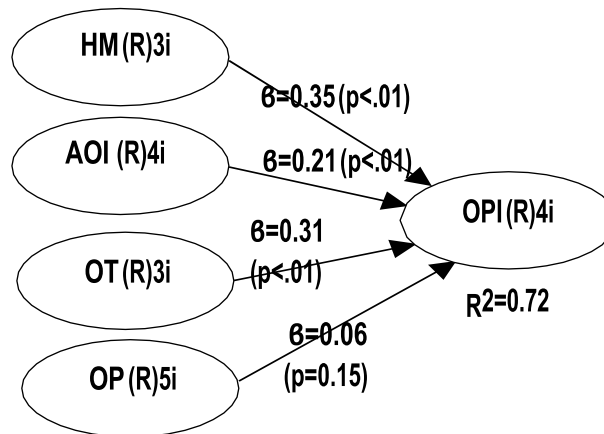 HM (R)3i
ϐ=0.35 (p<.01)
AOI (R)4i
ϐ=0.21 (p<.01)
OPI (R)4i
ϐ=0.31
(p<.01)
OT (R)3i
R2=0.72
ϐ=0.06
(p=0.15)
OP (R)5i